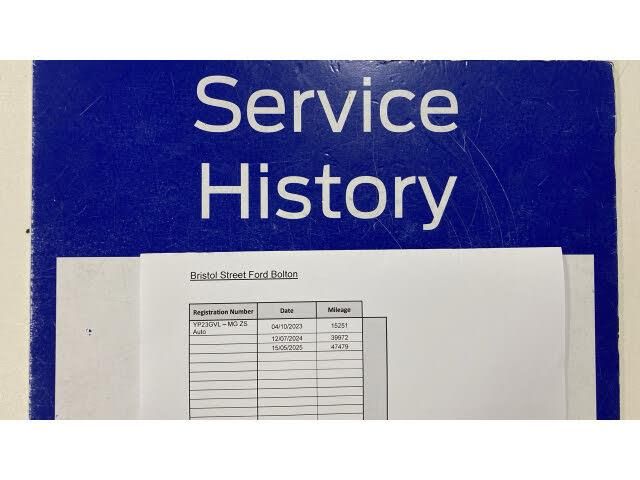 Service
History
Bristol Street Ford Bolton
Registration Number Date Mileage
YP23GVL – MG ZS Auto 04/10/2023 15251
12/07/2024 39972
15/05/2025 47479